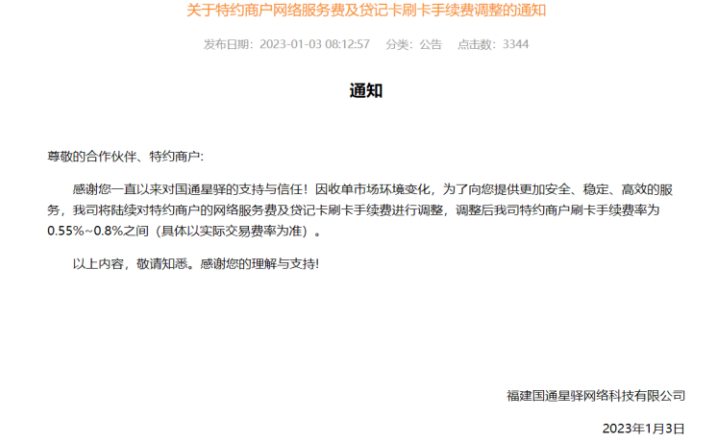 关于特约商户网络服务费及贷记卡刷卡手续费调整的通知
发布日期：2023-01-03 08:12:57 分类：公告 点击数：3344
通知
尊敬的合作伙伴、特约商户：
感谢您一直以来对国通星驿的支持与信任！因收单市场环境变化，为了向您提供更加安全、稳定、高效的服
务，我司将陆续对特约商户的网络服务费及贷记卡刷卡手续费进行调整，调整后我司特约商户刷卡手续费率为
0.55%~0.8%之间（具体以实际交易费率为准）。
以上内容，敬请知悉。感谢您的理解与支持!
福建国通星驿网络科技有限公司
2023年1月3日